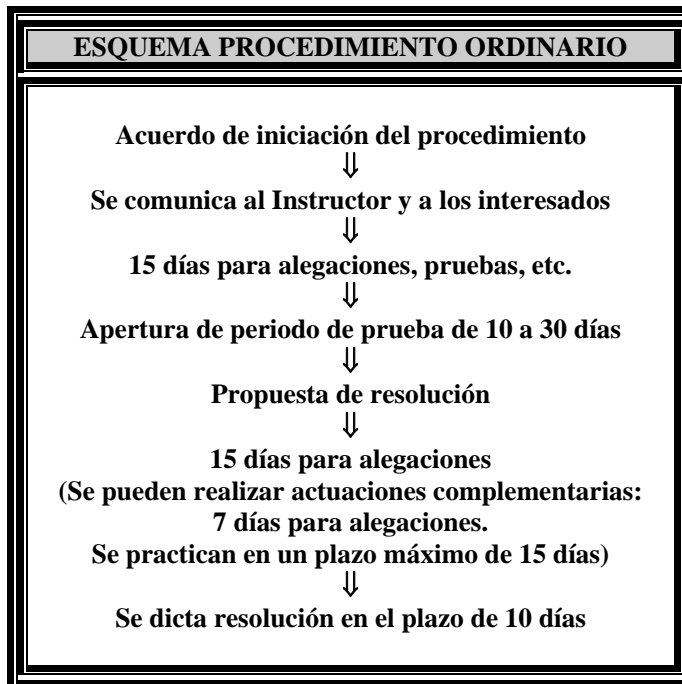 ESQUEMA PROCEDIMIENTO ORDINARIO
Acuerdo de iniciación del procedimiento
⇓
Se comunica al Instructor y a los interesados
⇓
15 días para alegaciones, pruebas, etc.
⇓
Apertura de periodo de prueba de 10 a 30 días
⇓
Propuesta de resolución
⇓
15 días para alegaciones
(Se pueden realizar actuaciones complementarias:
7 días para alegaciones.
Se practican en un plazo máximo de 15 días)
⇓
Se dicta resolución en el plazo de 10 días